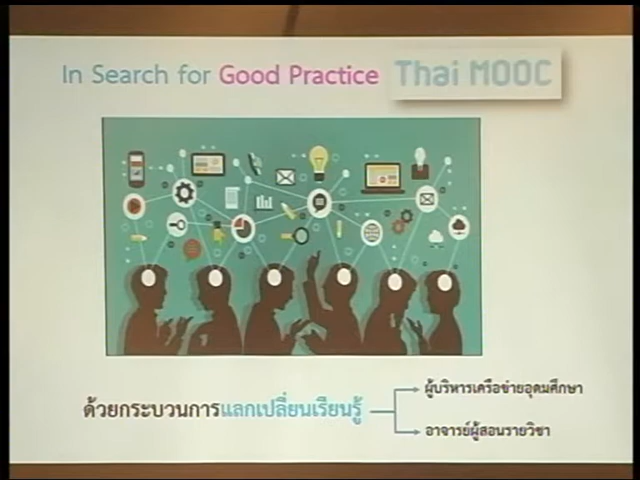 In Search for Good Practice Thai MOOC
ด้วยกระบวนการแลกเปลี่ยนเรียนรู้
ผู้บริหารเครือข่ายอุดมศึกษา
อาจารย์ผู้สอนรายวิชา